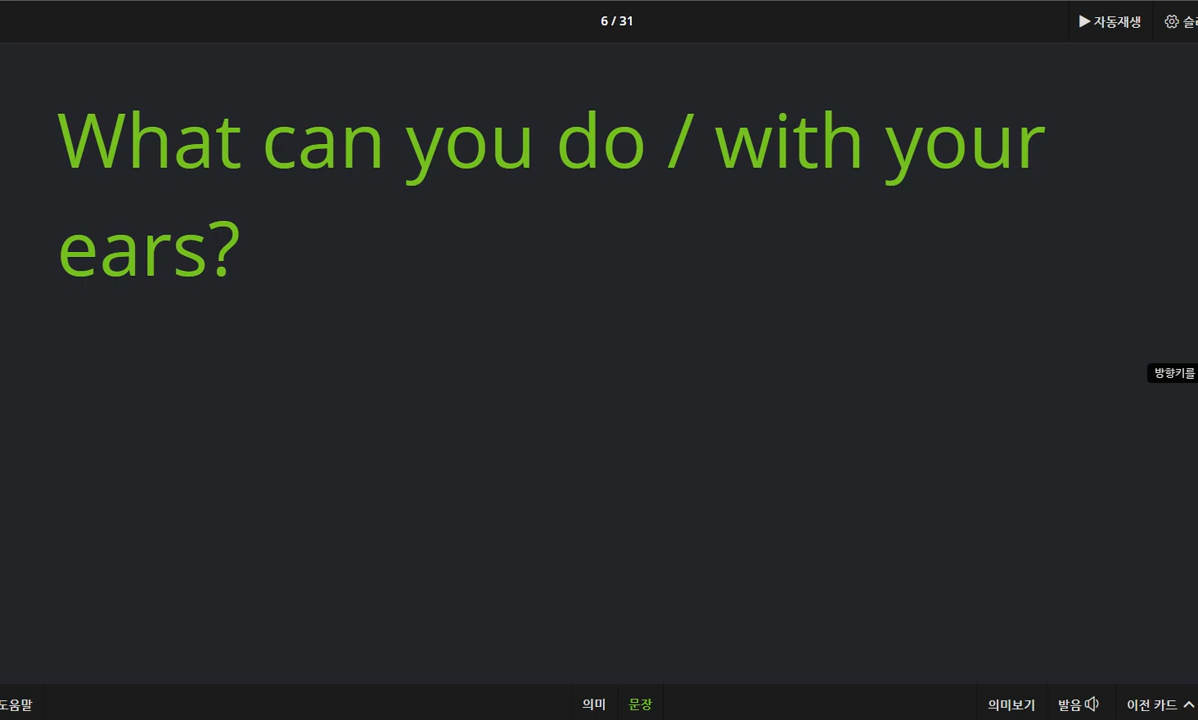 6 / 31
▶ 자동재생
What can you do / with your
ears?
방향키를
도움말
의미
문장
의미보기
발음
이전 카드